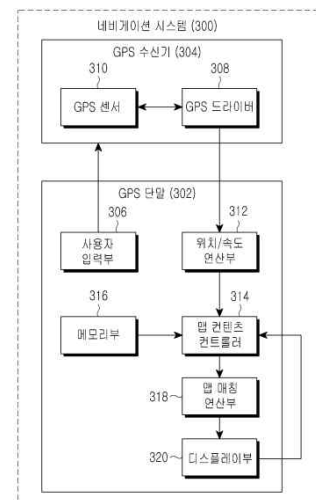 네비게이션 시스템 (300)
GPS 수신기 (304)
310
308
GPS 센서
GPS 드라이버
GPS 단말 (302)
306
312
사용자
입력부
위치/속도
연산부
316
314
메모리부
맵 컨텐츠
컨트롤러
318
맵 매칭
연산부
320
디스플레이부